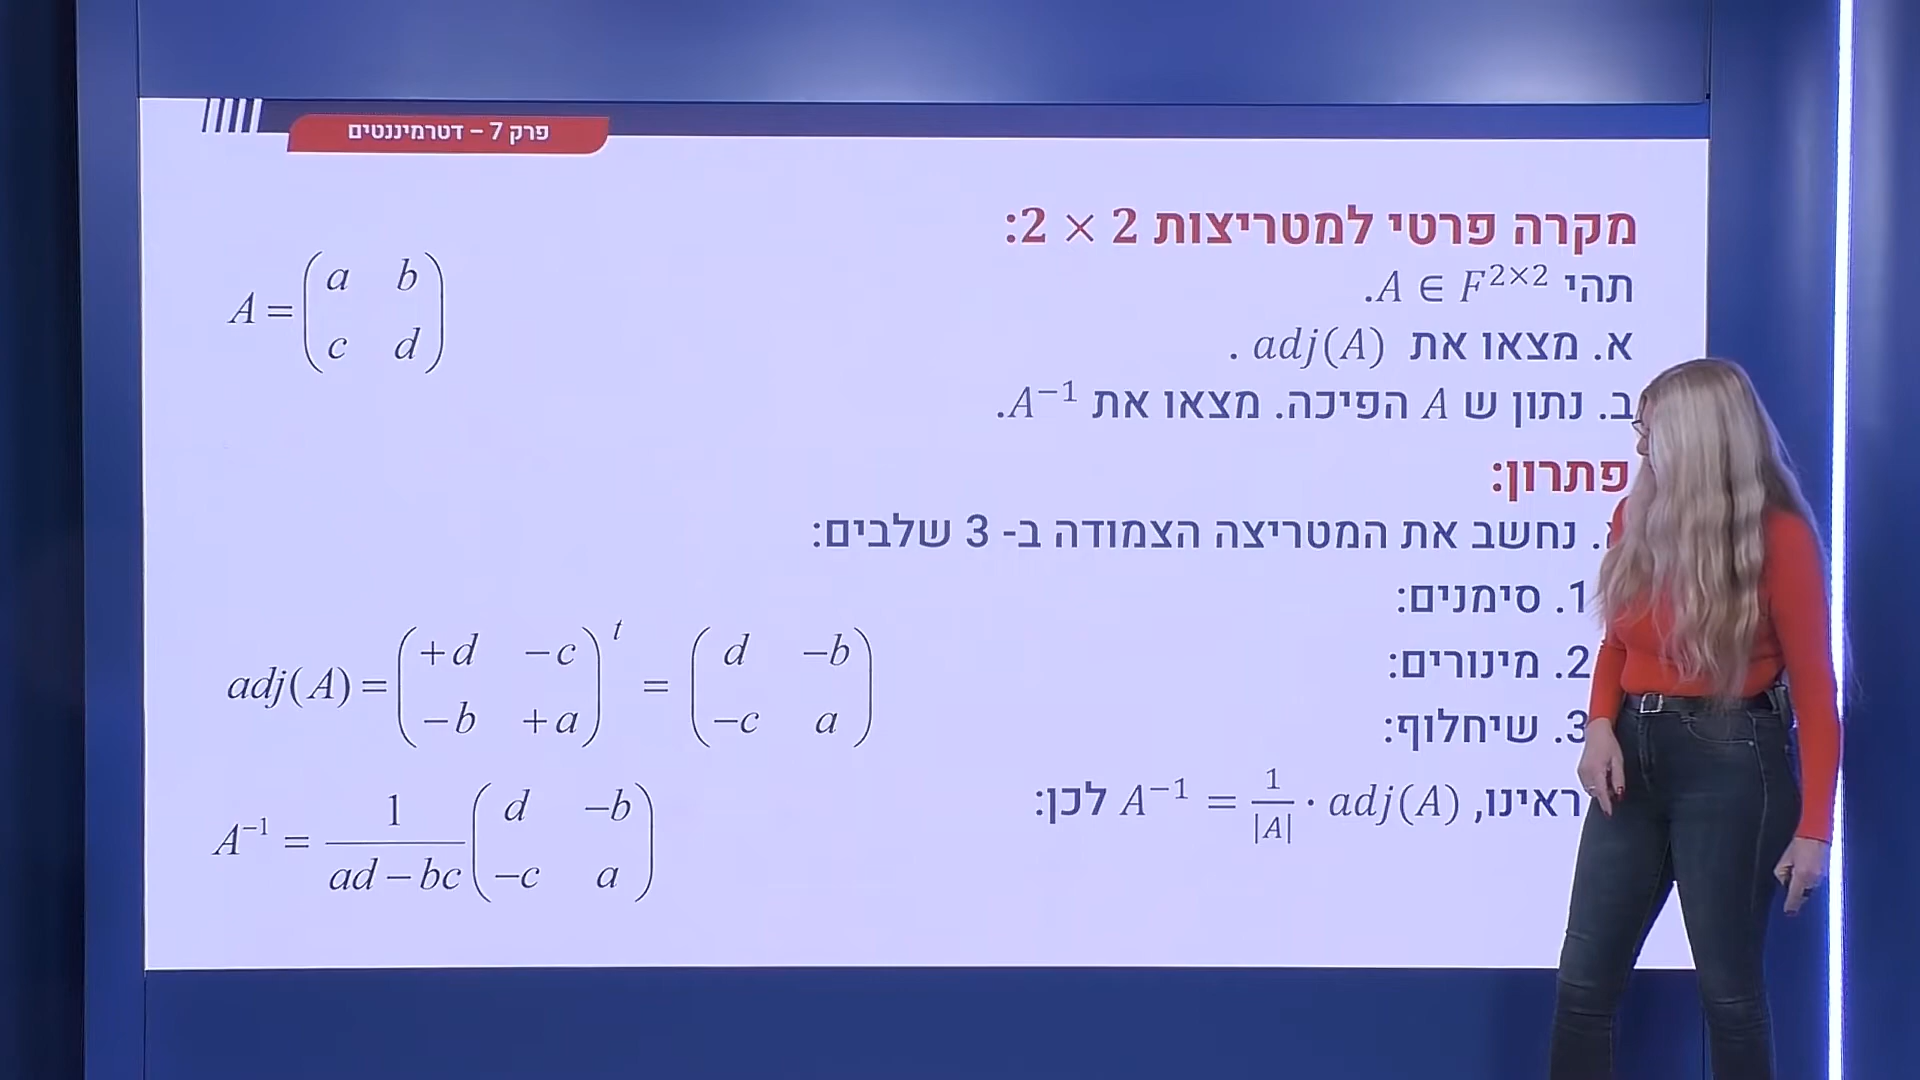 פרק 7 – דטרמיננטים
מקרה פרטי למטריצות 2 × 2:
תהי A ∈ F^{2×2}.
א. מצאו את adj(A) .
ב. נתון ש A הפיכה. מצאו את A^{-1}.
A = \begin{pmatrix} a & b \\ c & d \end{pmatrix}
פתרון:
א. נחשב את המטריצה הצמודה ב- 3 שלבים:
1. סימנים:
2. מינורים:
3. שיחלוף:
adj(A) = \begin{pmatrix} +d & -c \\ -b & +a \end{pmatrix}^t = \begin{pmatrix} d & -b \\ -c & a \end{pmatrix}
ראינו, A^{-1} = \frac{1}{|A|} · adj(A) לכן:
A^{-1} = \frac{1}{ad - bc} \begin{pmatrix} d & -b \\ -c & a \end{pmatrix}